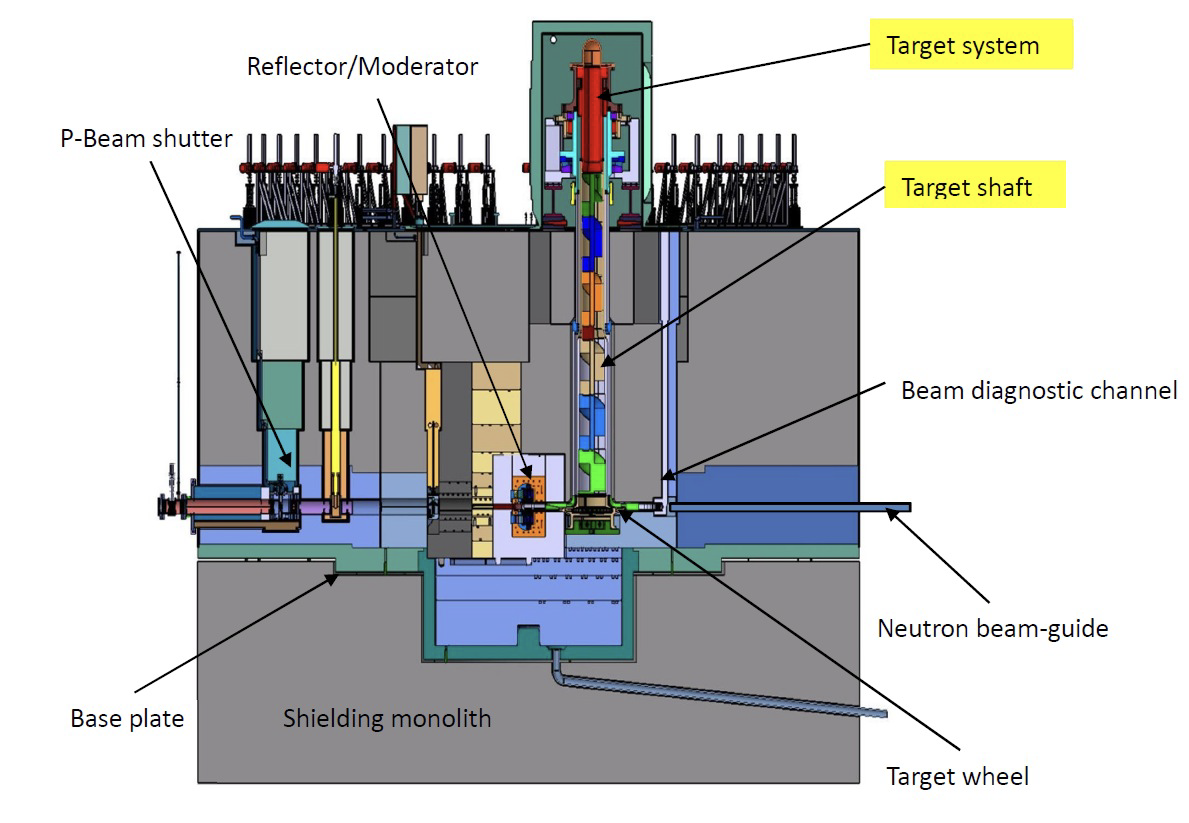 Target system
Reflector/Moderator
P-Beam shutter
Target shaft
Beam diagnostic channel
Neutron beam-guide
Base plate
Shielding monolith
Target wheel